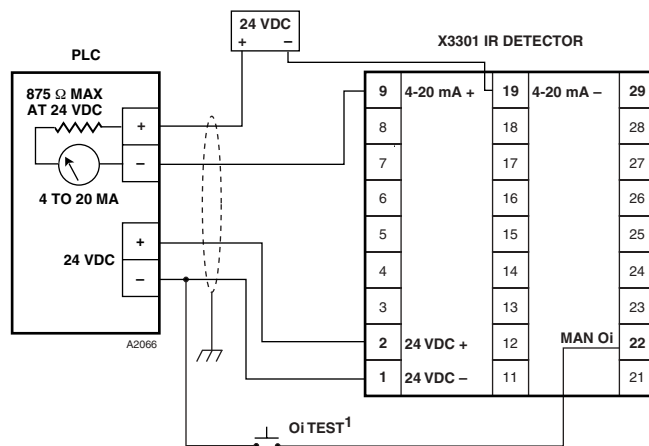 24 VDC
+ –
PLC
X3301 IR DETECTOR
875 Ω MAX
AT 24 VDC
+
–
4 TO 20 MA
24 VDC
+
–
A2066
9 4-20 mA + 19 4-20 mA – 29
8 18 28
7 17 27
6 16 26
5 15 25
4 14 24
3 13 23
2 24 VDC + 12 MAN Oi 22
1 24 VDC – 11 21
Oi TEST1